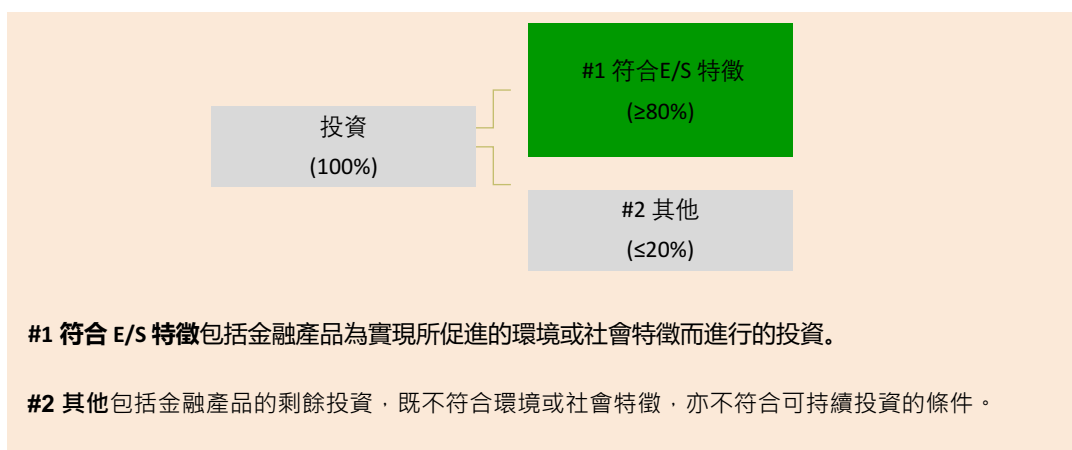 #1 符合E/S 特徵
(≥80%)
投資
(100%)
#2 其他
(≤20%)
#1 符合 E/S 特徵包括金融產品為實現所促進的環境或社會特徵而進行的投資。
#2 其他包括金融產品的剩餘投資，既不符合環境或社會特徵，亦不符合可持續投資的條件。